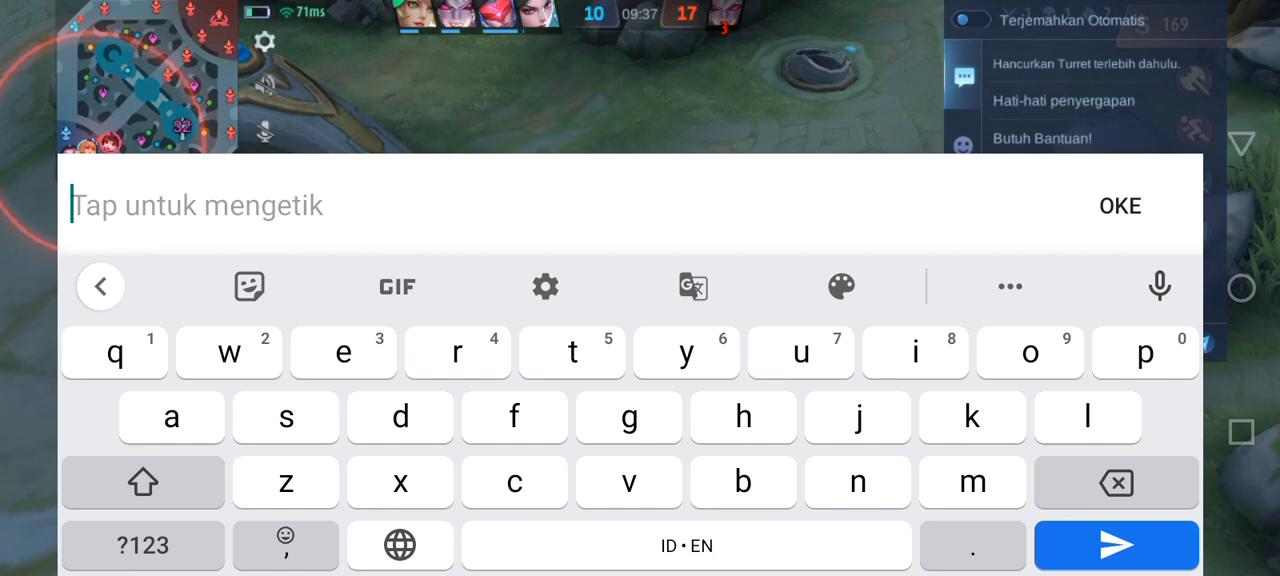 71ms
10 09:37 17
3
Terjemahkan Otomatis
169
Hancurkan Turret terlebih dahulu.
Hati-hati penyergapan
Butuh Bantuan!
32
Tap untuk mengetik
OKE
GIF
q 1 w 2 e 3 r 4 t 5 y 6 u 7 i 8 o 9 p 0
a s d f g h j k l
z x c v b n m
?123 , ID • EN .